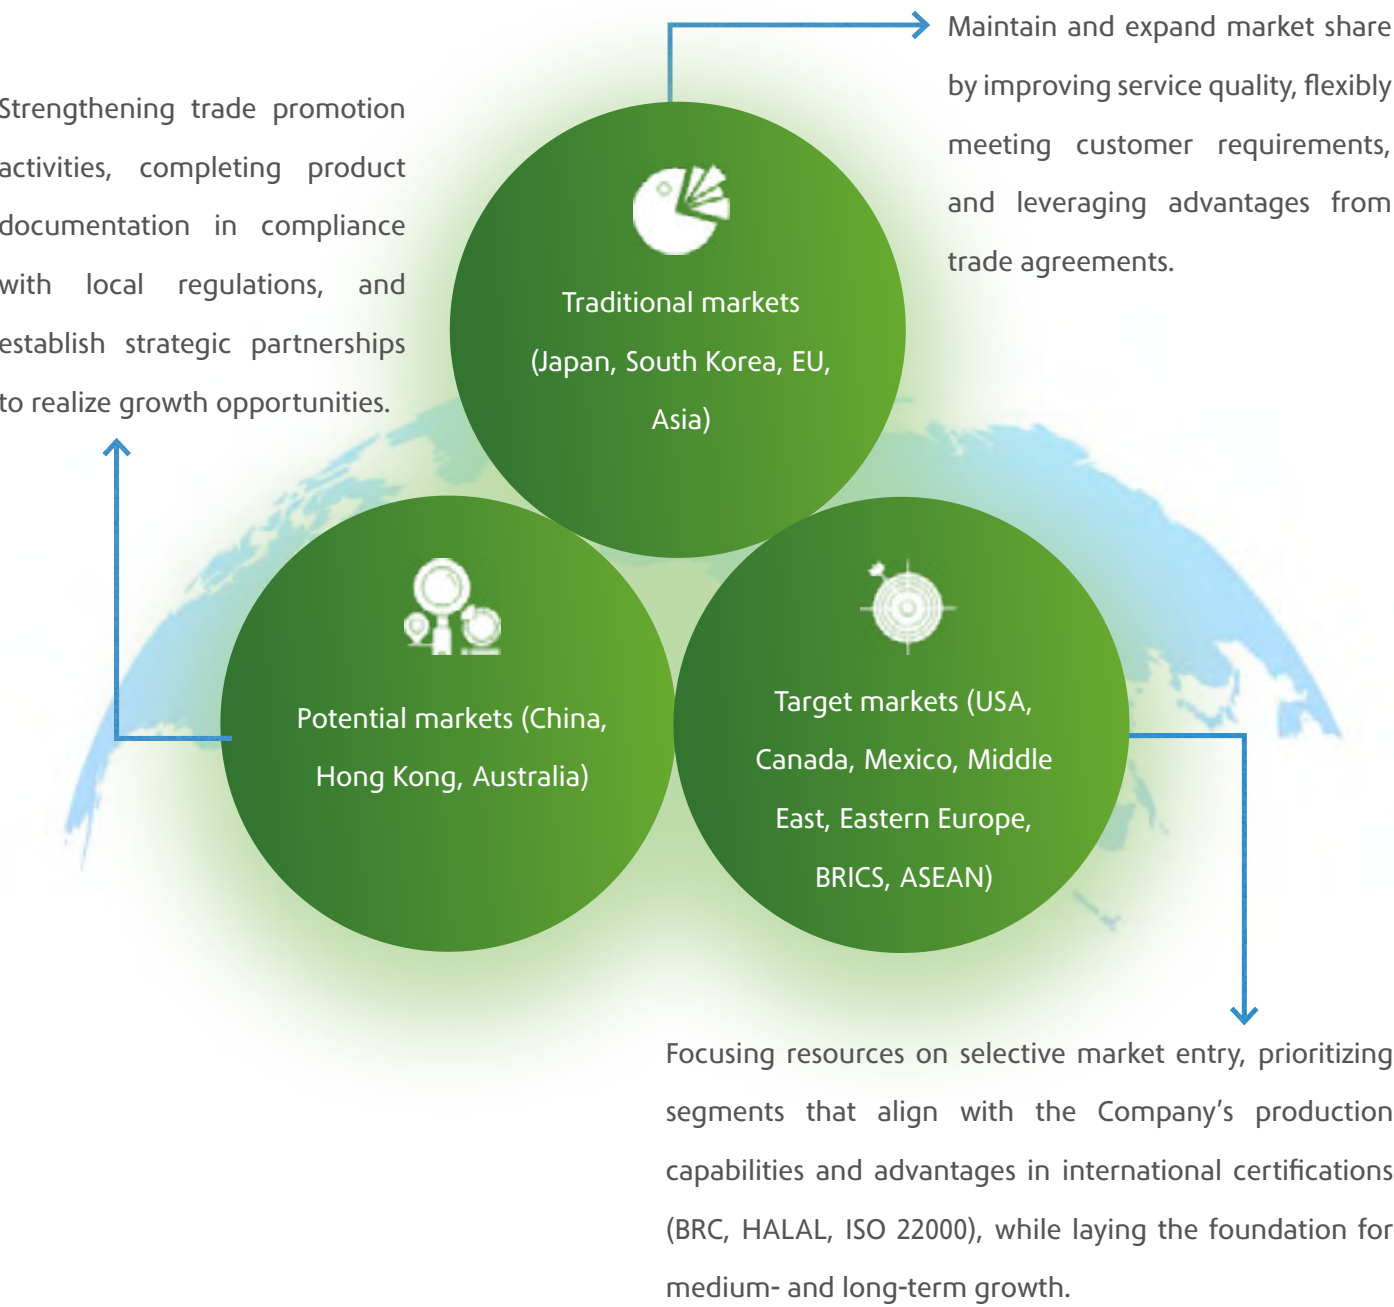 Maintain and expand market share
by improving service quality, flexibly
meeting customer requirements,
and leveraging advantages from
trade agreements.
Strengthening trade promotion
activities, completing product
documentation in compliance
with local regulations, and
establish strategic partnerships
to realize growth opportunities.
Traditional markets
(Japan, South Korea, EU,
Asia)
Potential markets (China,
Hong Kong, Australia)
Target markets (USA,
Canada, Mexico, Middle
East, Eastern Europe,
BRICS, ASEAN)
Focusing resources on selective market entry, prioritizing
segments that align with the Company’s production
capabilities and advantages in international certifications
(BRC, HALAL, ISO 22000), while laying the foundation for
medium- and long-term growth.